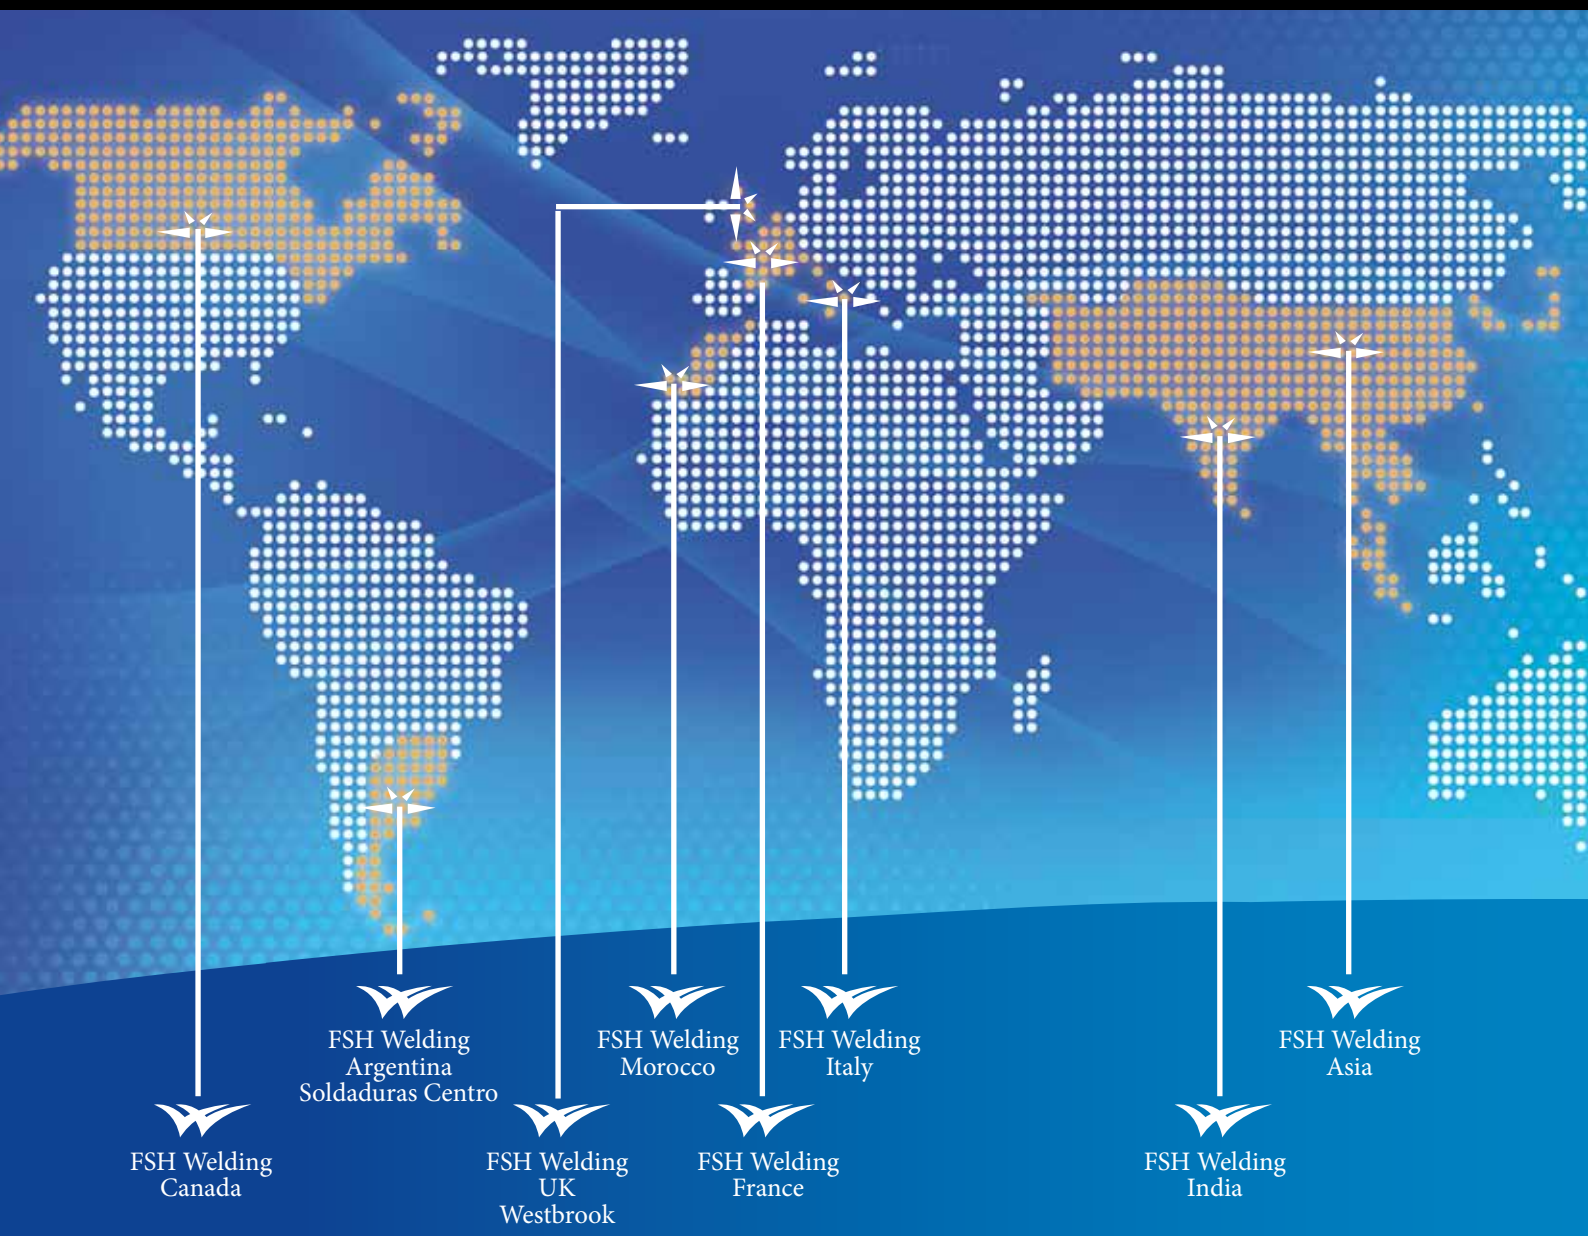 FSH Welding
Argentina
Soldaduras Centro
FSH Welding
Morocco
FSH Welding
Italy
FSH Welding
Asia
FSH Welding
Canada
FSH Welding
UK
Westbrook
FSH Welding
France
FSH Welding
India